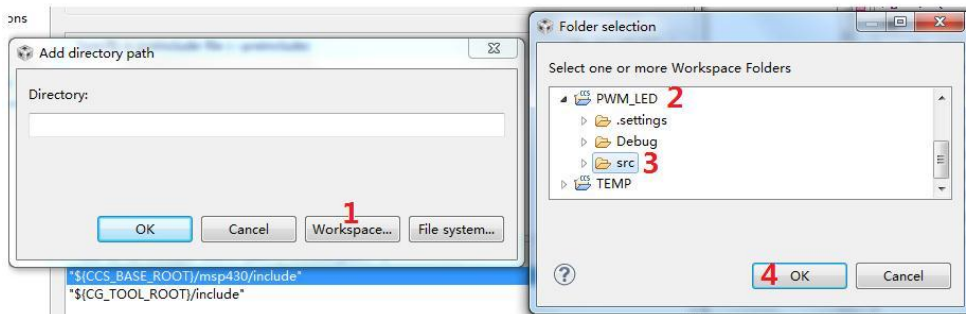 ons
Add directory path
Directory:
1
OK
Cancel
Workspace...
File system...
"${CCS_BASE_ROOT}/msp430/include"
"${CG_TOOL_ROOT}/include"
Folder selection
Select one or more Workspace Folders
PWM_LED 2
.settings
Debug
src 3
TEMP
4 OK
Cancel